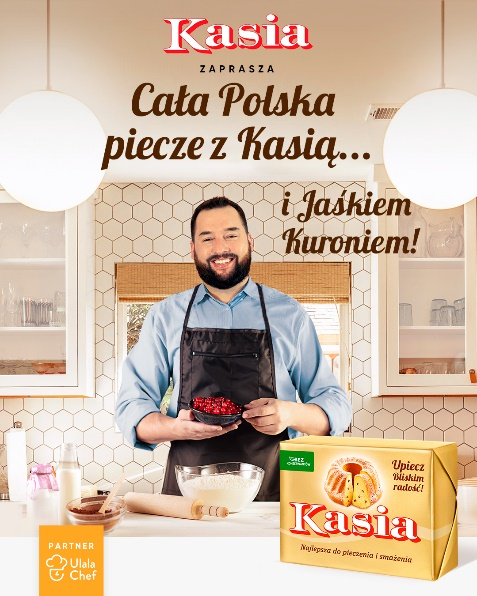 Kasia
ZAPRASZA
Cała Polska
piecze z Kasią...
i Jaśkiem
Kuroniem!
BEZ
Upiecz
Bliskim
radość!
Kasia
Najlepsza do pieczenia i smażenia
PARTNER
Ulala
Chef